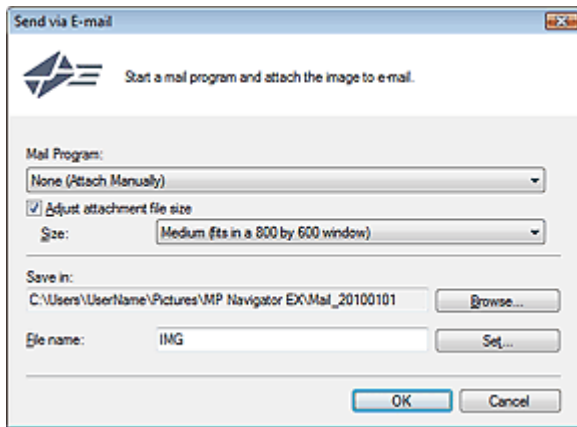 Send via E-mail
Start a mail program and attach the image to e-mail.
Mail Program:
None (Attach Manually)
Adjust attachment file size
Size: Medium (fits in a 800 by 600 window)
Save in:
C:\Users\UserName\Pictures\MP Navigator EX\Mail_20100101 Browse...
File name: IMG Set...
OK Cancel